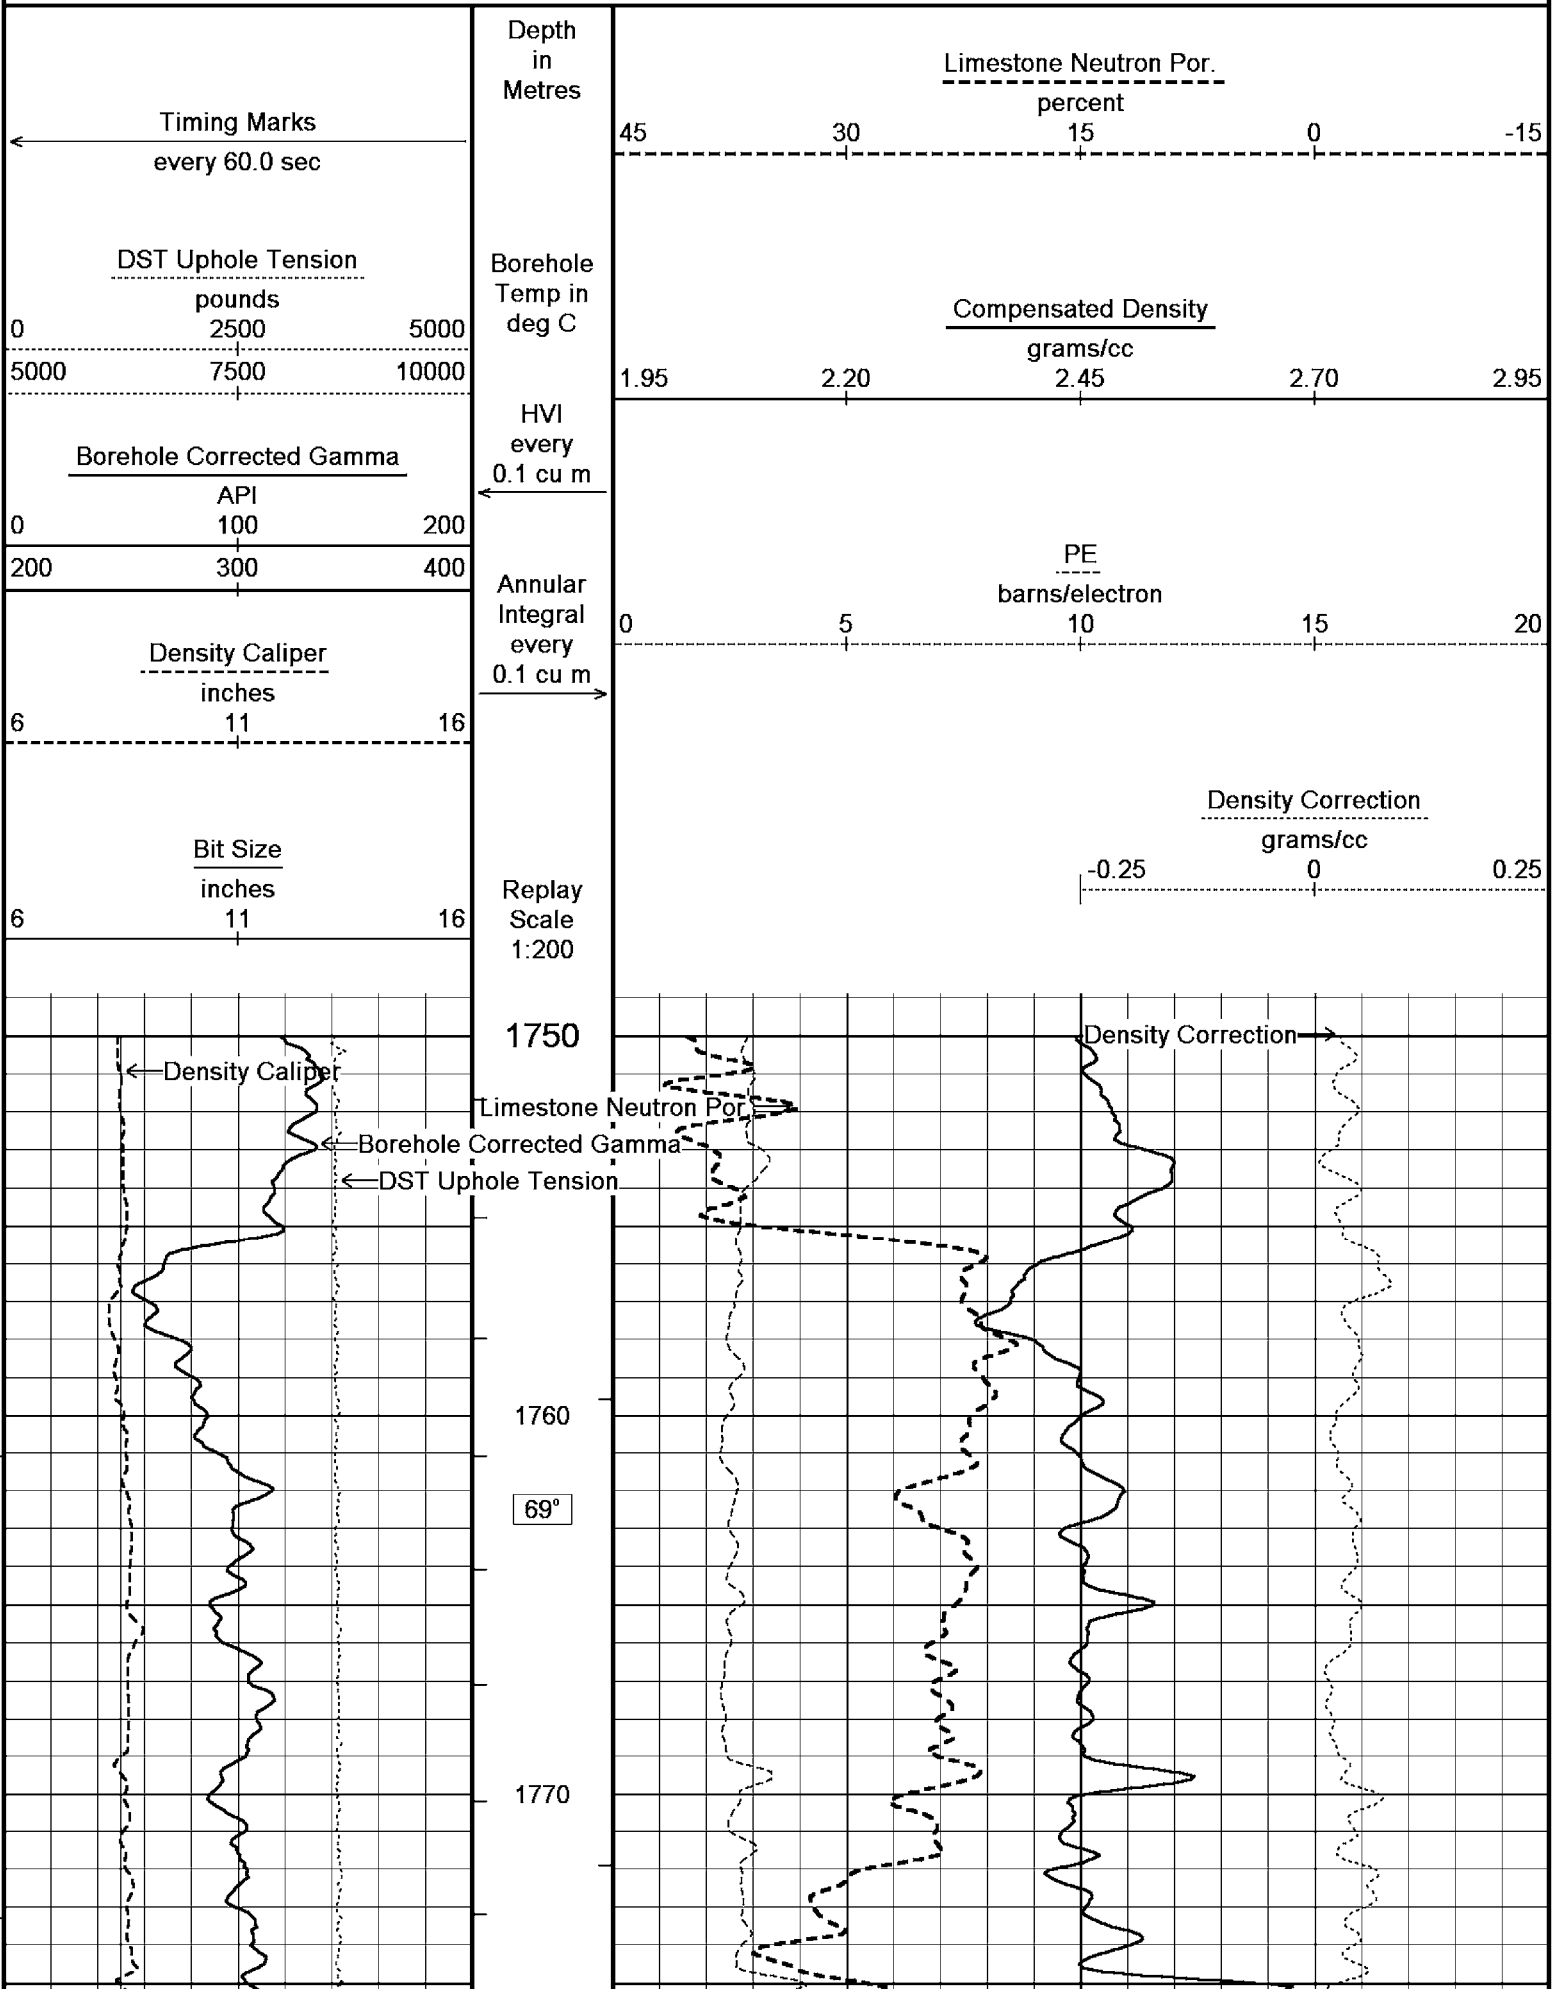 Timing Marks
every 60.0 sec
DST Uphole Tension
pounds
0 2500 5000
5000 7500 10000
Borehole Corrected Gamma
API
0 100 200
200 300 400
Density Caliper
inches
6 11 16
Bit Size
inches
6 11 16
Depth
in
Metres
Borehole
Temp in
deg C
HVI
every
0.1 cu m
Annular
Integral
every
0.1 cu m
Replay
Scale
1:200
Limestone Neutron Por.
percent
45 30 15 0 -15
Compensated Density
grams/cc
1.95 2.20 2.45 2.70 2.95
PE
barns/electron
0 5 10 15 20
Density Correction
grams/cc
-0.25 0 0.25
1750
Density Correction
Density Caliper
Limestone Neutron Por
Borehole Corrected Gamma
DST Uphole Tension
1760
69°
1770